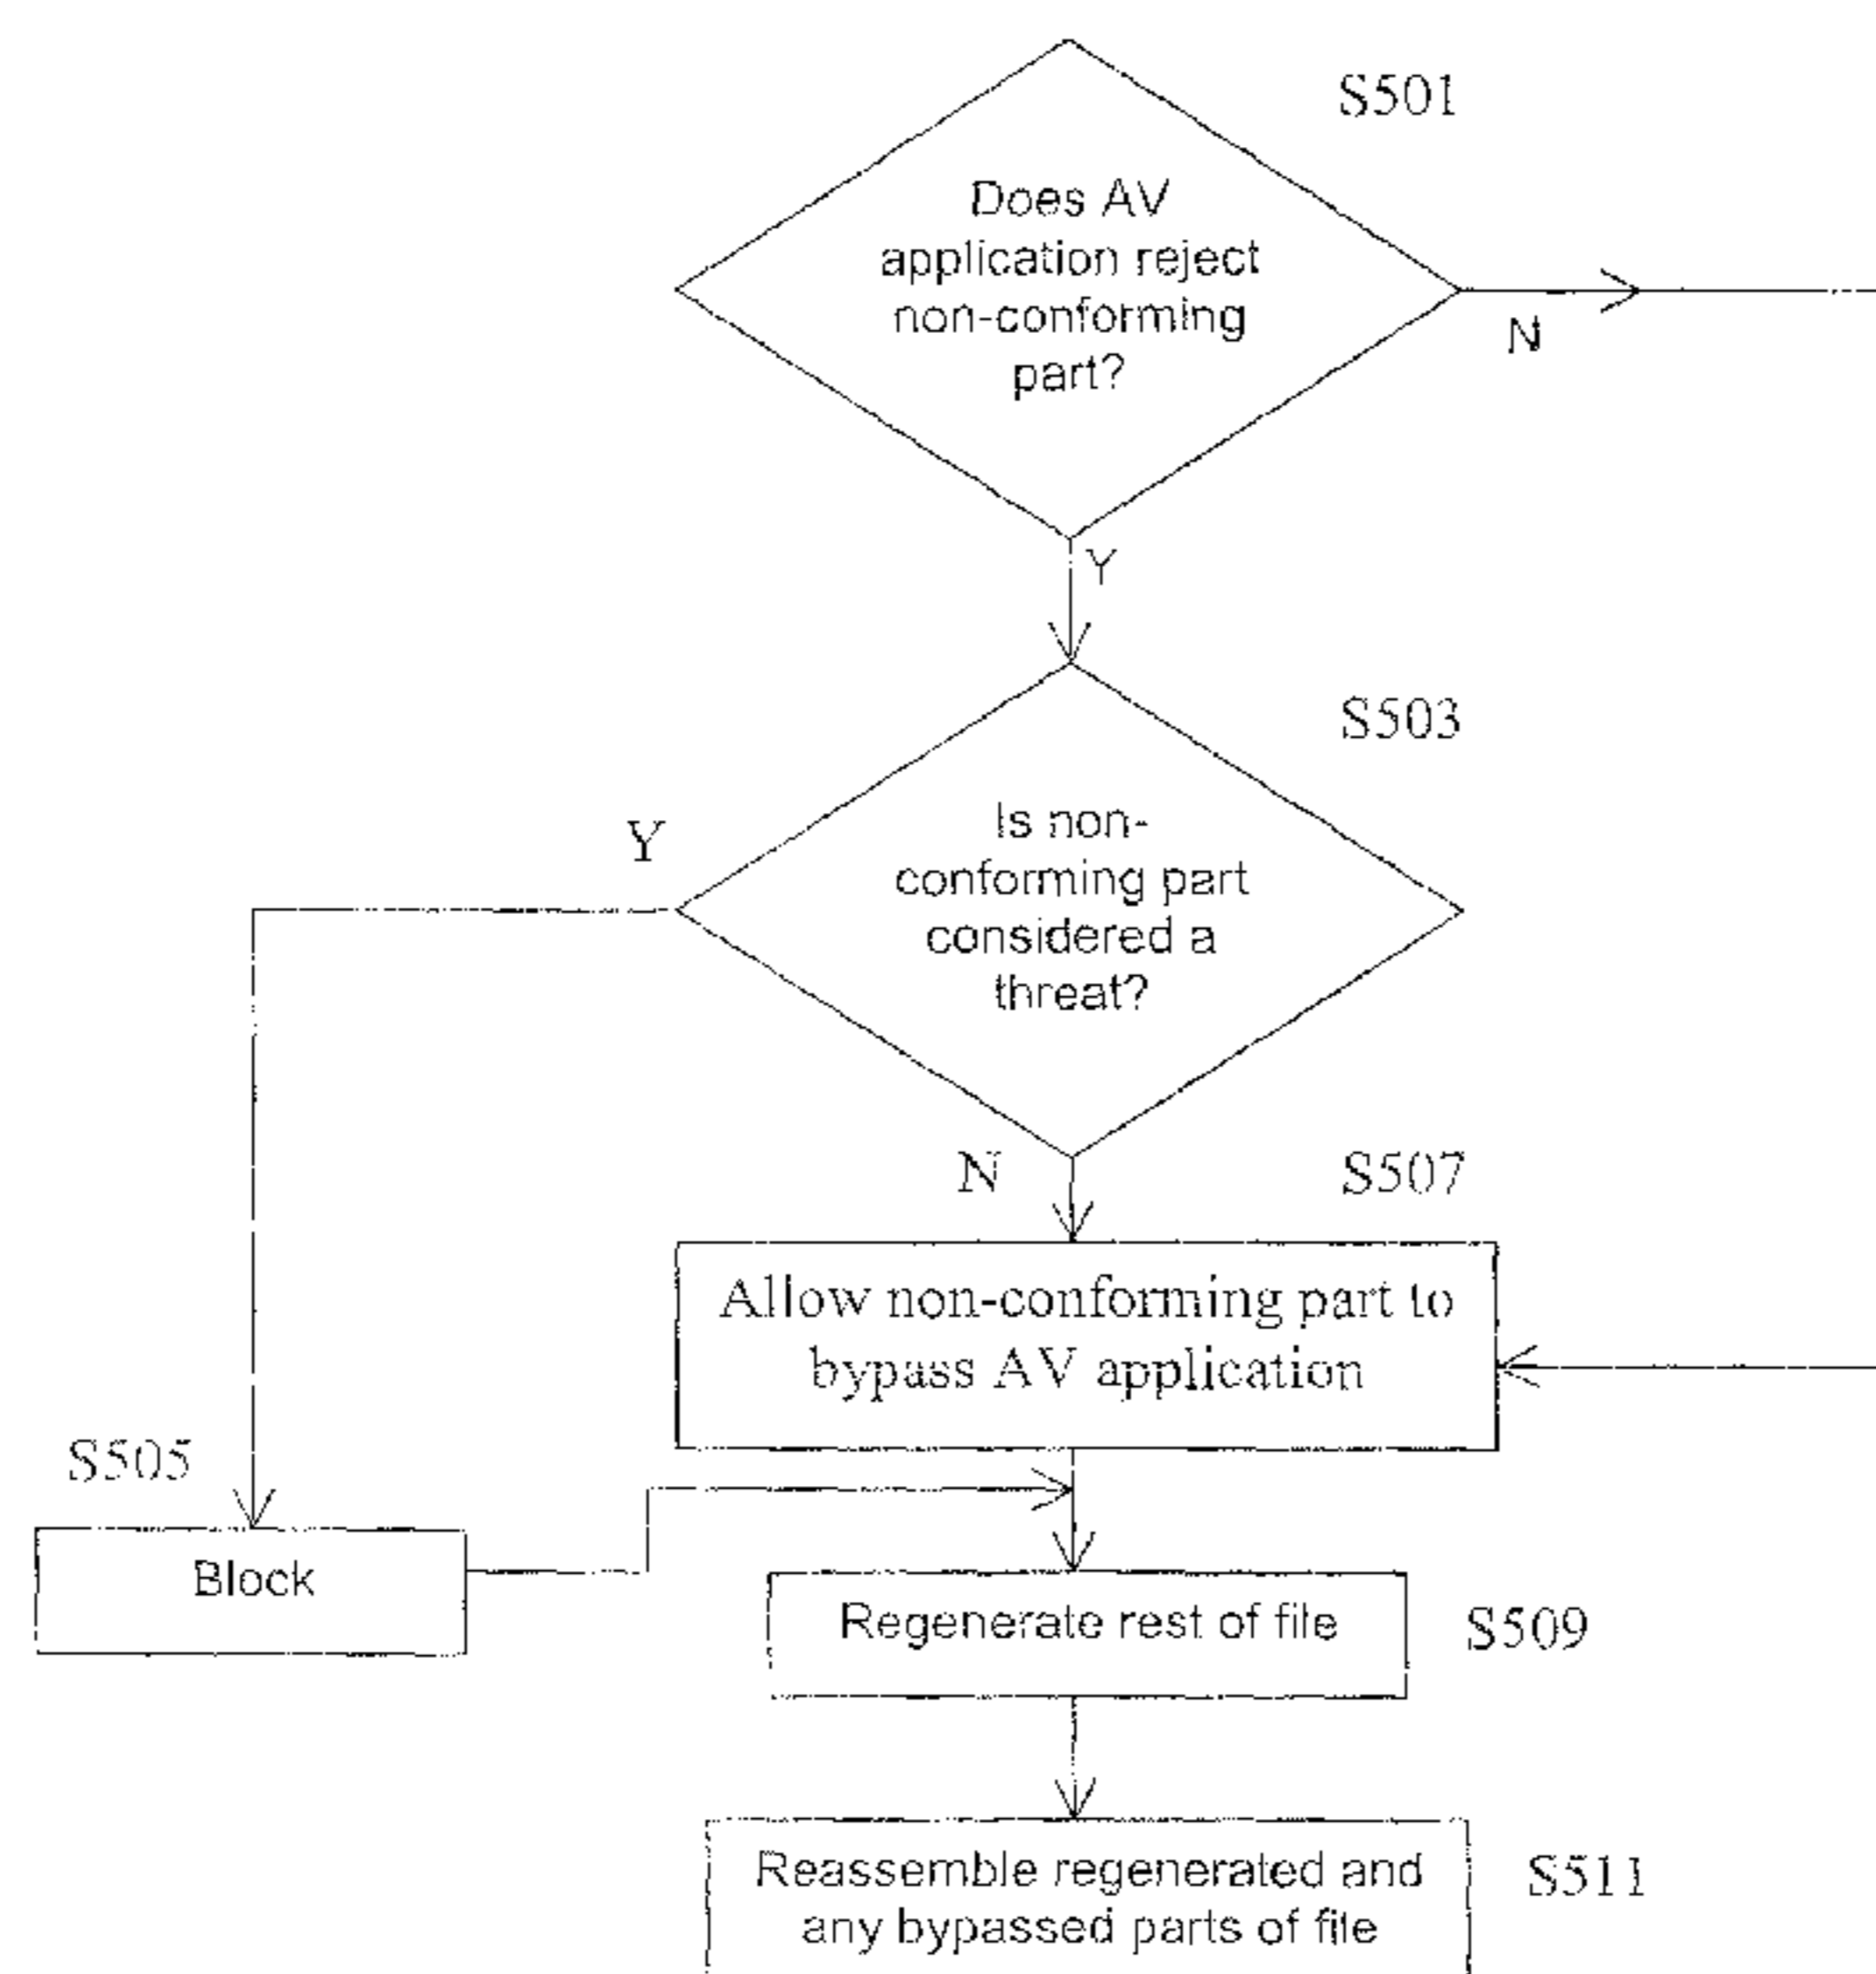 S501
Does AV
application reject
non-conforming
part?
N
Y
S503
Is non-
conforming part
considered a
threat?
Y
N
S507
Allow non-conforming part to
bypass AV application
S505
Block
Regenerate rest of file
S509
Reassemble regenerated and
any bypassed parts of file
S511